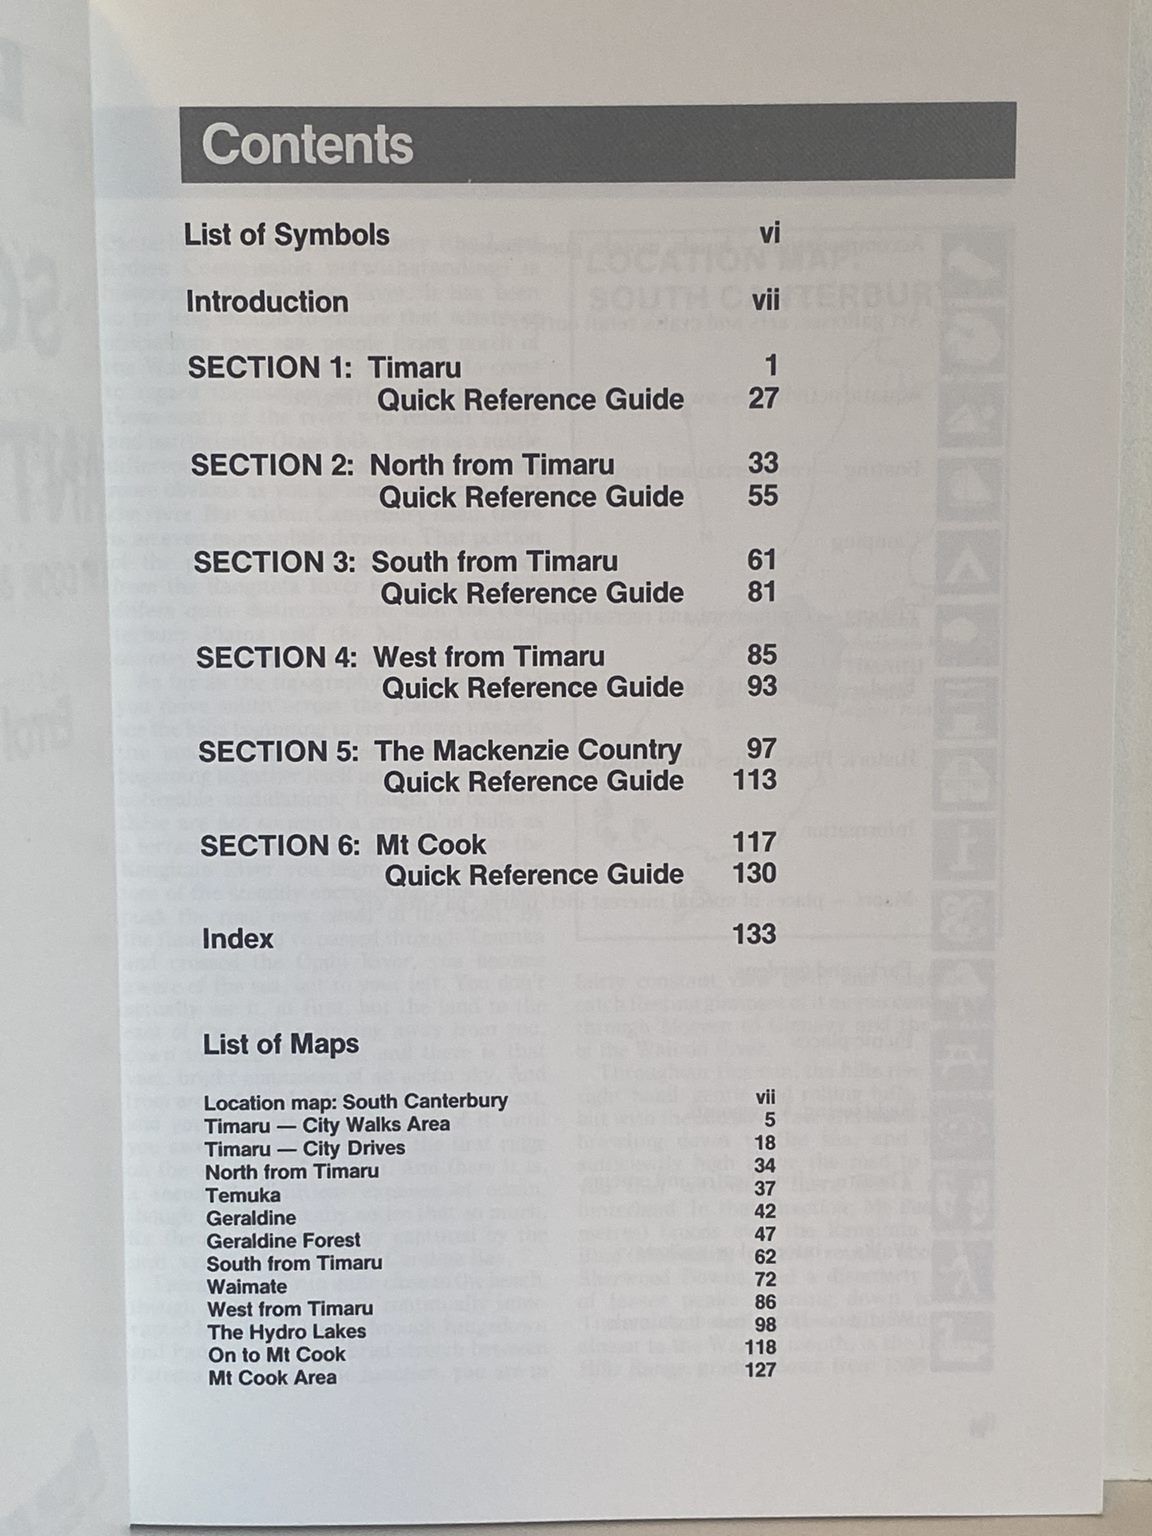 Contents
List of Symbols vi
Introduction vii
SECTION 1: Timaru 1
Quick Reference Guide 27
SECTION 2: North from Timaru 33
Quick Reference Guide 55
SECTION 3: South from Timaru 61
Quick Reference Guide 81
SECTION 4: West from Timaru 85
Quick Reference Guide 93
SECTION 5: The Mackenzie Country 97
Quick Reference Guide 113
SECTION 6: Mt Cook 117
Quick Reference Guide 130
Index 133
List of Maps
Location map: South Canterbury vii
Timaru — City Walks Area 5
Timaru — City Drives 18
North from Timaru 34
Temuka 37
Geraldine 42
Geraldine Forest 47
South from Timaru 62
Waimate 72
West from Timaru 86
The Hydro Lakes 98
On to Mt Cook 118
Mt Cook Area 127